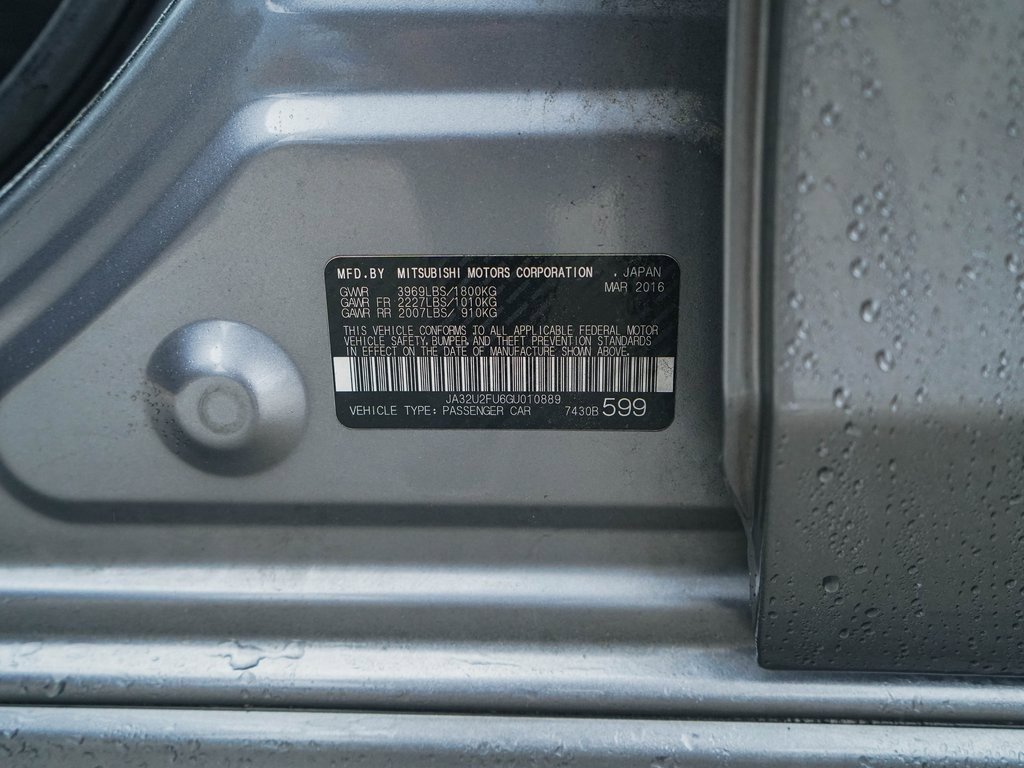 MFD.BY MITSUBISHI MOTORS CORPORATION , JAPAN
MAR 2016
GVWR 3969LBS/1800KG
GAWR FR 2227LBS/1010KG
GAWR RR 2007LBS/ 910KG
THIS VEHICLE CONFORMS TO ALL APPLICABLE FEDERAL MOTOR
VEHICLE SAFETY, BUMPER, AND THEFT PREVENTION STANDARDS
IN EFFECT ON THE DATE OF MANUFACTURE SHOWN ABOVE.
JA32U2FU6GU010889
VEHICLE TYPE: PASSENGER CAR 7430B 599